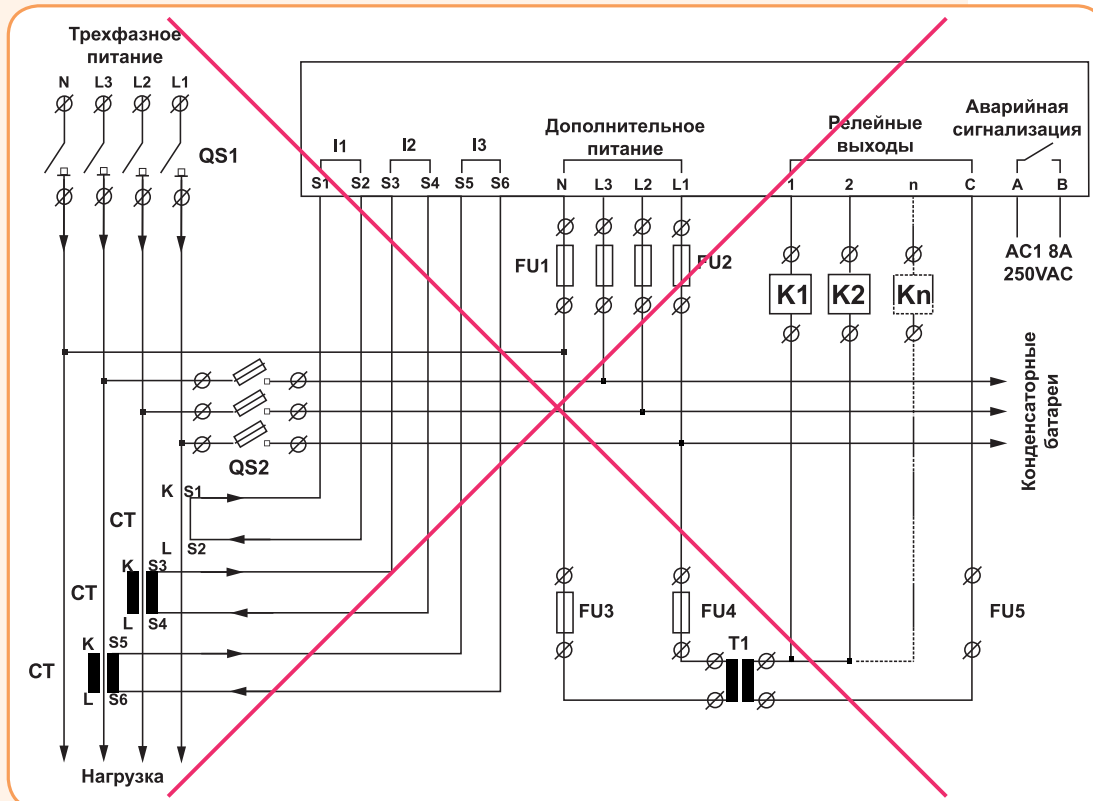 Трехфазное
питание
N L3 L2 L1
QS1
I1 I2 I3
S1 S2 S3 S4 S5 S6
Дополнительное
питание
N L3 L2 L1
Релейные
выходы
1 2 n C
Аварийная
сигнализация
A B
AC1 8A
250VAC
FU1
FU2
K1 K2 Kn
QS2
Конденсаторные
батареи
K S1
CT
L S2
K S3
CT
L S4
K S5
CT
L S6
FU3
FU4
FU5
T1
Нагрузка